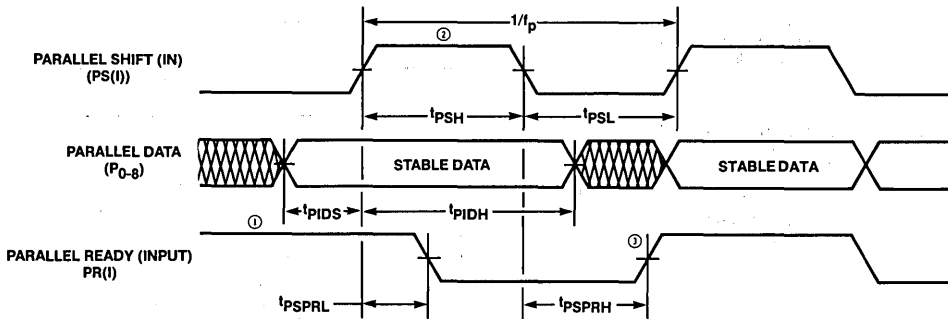 1/fp
②
PARALLEL SHIFT (IN)
(PS(I))
tPSH
tPSL
PARALLEL DATA
(P0-8)
STABLE DATA
STABLE DATA
tPIDS
tPIDH
①
PARALLEL READY (INPUT)
PR(I)
③
tPSPRL
tPSPRH